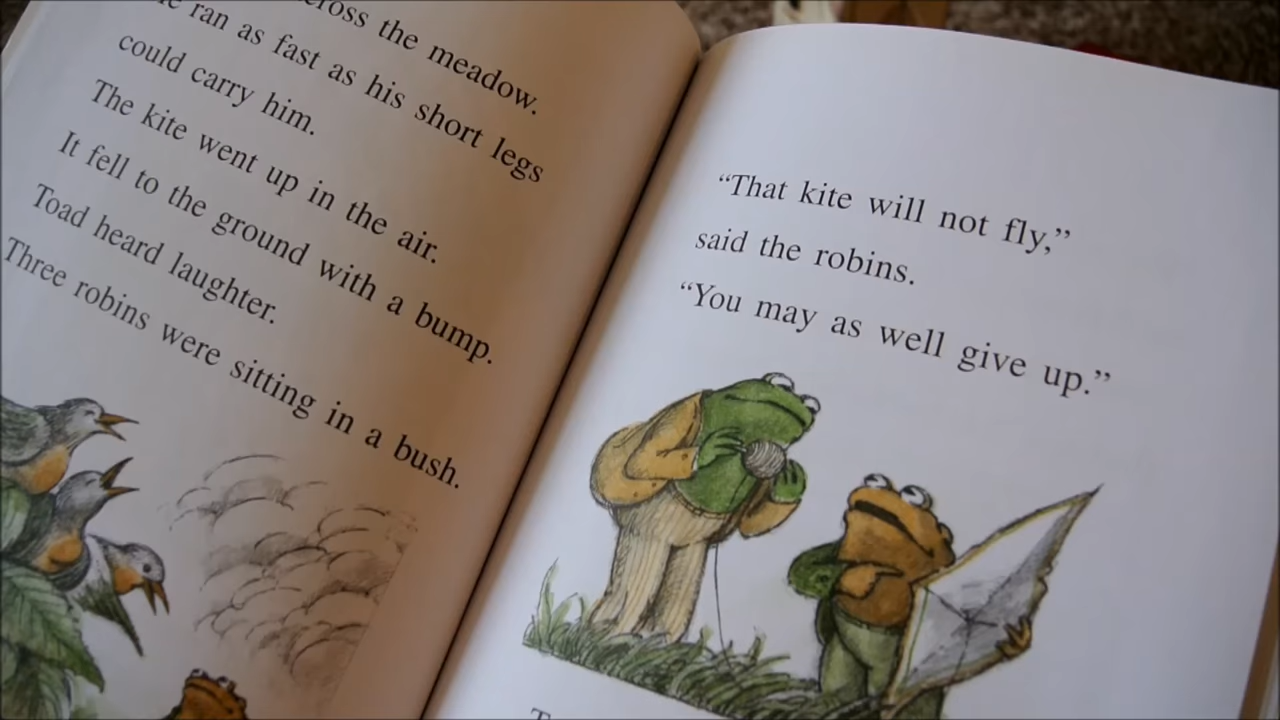 across the meadow.
ran as fast as his short legs
could carry him.
The kite went up in the air.
It fell to the ground with a bump.
Toad heard laughter.
Three robins were sitting in a bush.
“That kite will not fly,”
said the robins.
“You may as well give up.”